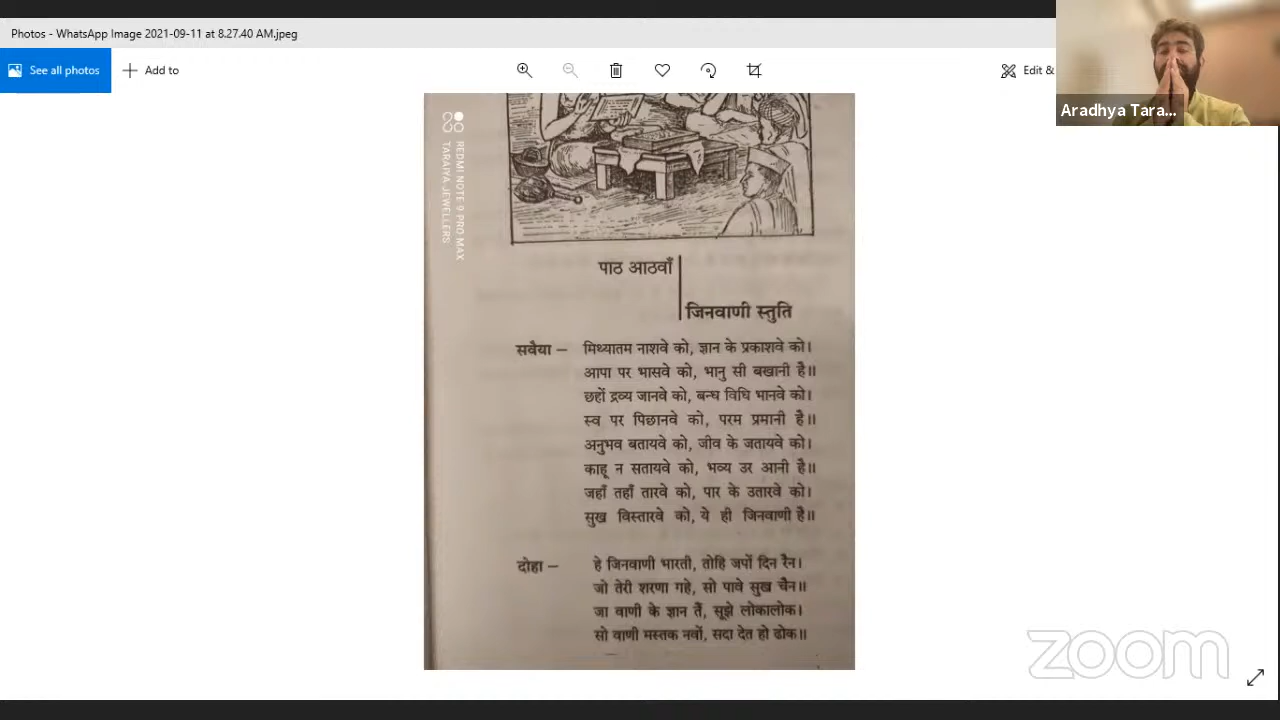 Photos - WhatsApp Image 2021-09-11 at 8.27.40 AM.jpeg
See all photos
Add to
Edit &
Aradhya Tara...
REDMI NOTE 9 PRO MAX
TARAIYA JEWELLERS
पाठ आठवाँ
जिनवाणी स्तुति
सवैया – मिथ्यातम नाशवे को, ज्ञान के प्रकाशवे को।
आपा पर भासवे को, भानु सी बखानी है॥
छहों द्रव्य जानवे को, बन्ध विधि भानवे को।
स्व पर पिछानवे को, परम प्रमानी है॥
अनुभव बतायवे को, जीव के जतायवे को।
काहू न सतायवे को, भव्य उर आनी है॥
जहाँ तहाँ तारवे को, पार के उतारवे को।
सुख विस्तारवे को, ये ही जिनवाणी है॥
दोहा – हे जिनवाणी भारती, तोहि जपों दिन रैन।
जो तेरी शरणा गहे, सो पावे सुख चैन॥
जा वाणी के ज्ञान तैं, सूझे लोकालोक।
सो वाणी मस्तक नवों, सदा देत हो ढोक॥
zoom